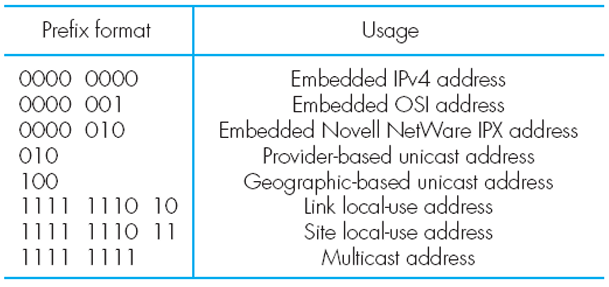 Prefix format Usage
0000 0000 Embedded IPv4 address
0000 001 Embedded OSI address
0000 010 Embedded Novell NetWare IPX address
010 Provider-based unicast address
100 Geographic-based unicast address
1111 1110 10 Link local-use address
1111 1110 11 Site local-use address
1111 1111 Multicast address